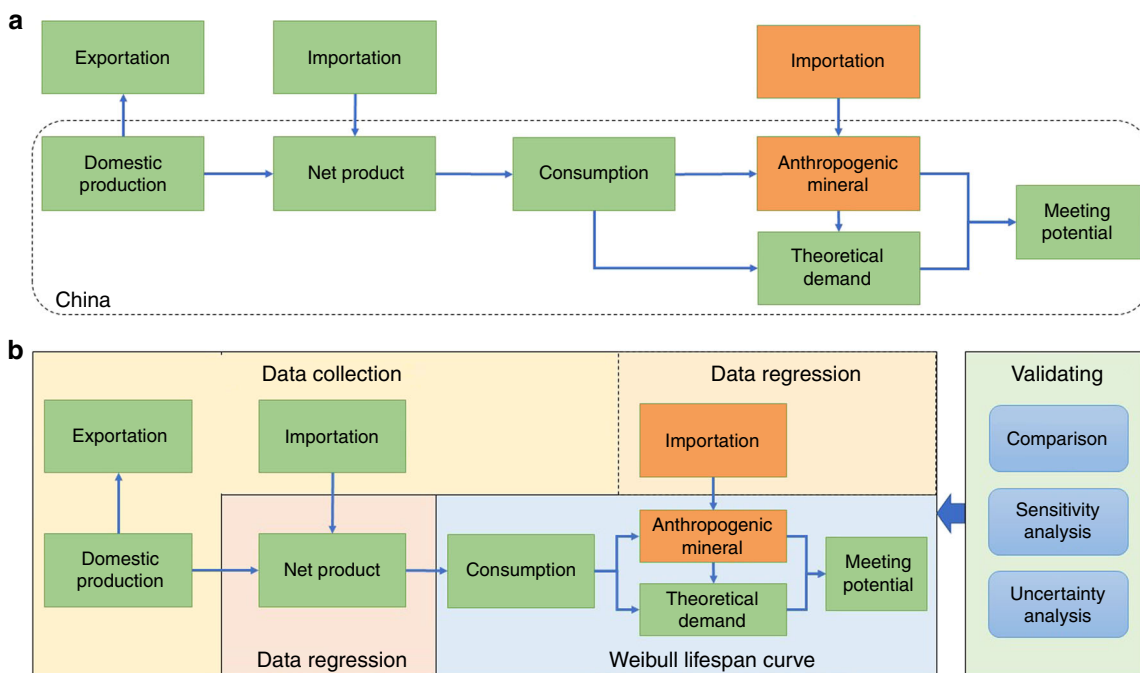 a
Exportation
Importation
Importation
Domestic
production
Net product
Consumption
Anthropogenic
mineral
Meeting
potential
Theoretical
demand
China
b
Data collection
Data regression
Validating
Exportation
Importation
Importation
Comparison
Domestic
production
Net product
Consumption
Anthropogenic
mineral
Theoretical
demand
Meeting
potential
Sensitivity
analysis
Uncertainty
analysis
Data regression
Weibull lifespan curve